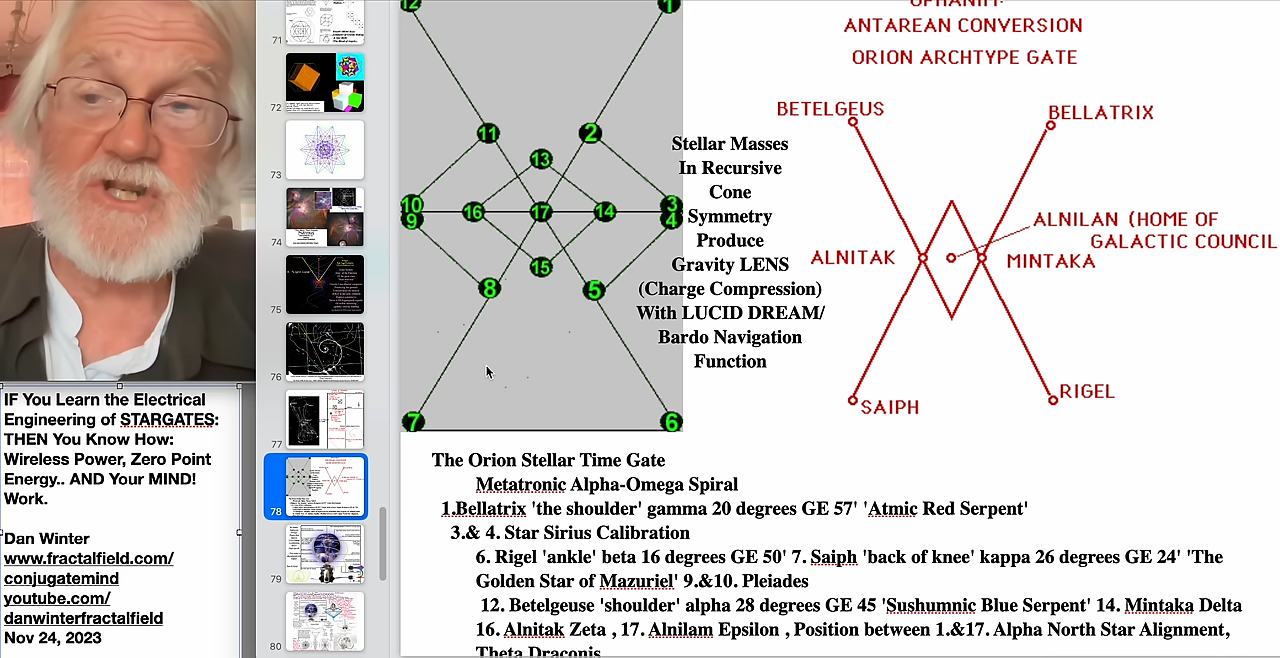 IF You Learn the Electrical
Engineering of STARGATES:
THEN You Know How:
Wireless Power, Zero Point
Energy.. AND Your MIND!
Work.
Dan Winter
www.fractalfield.com/
conjugatemind
youtube.com/
danwinterfractalfield
Nov 24, 2023
71
72
73
74
75
76
77
78
79
80
12
1
11
2
13
10
9
16
17
14
3
4
15
8
5
7
6
Stellar Masses
In Recursive
Cone
Symmetry
Produce
Gravity LENS
(Charge Compression)
With LUCID DREAM/
Bardo Navigation
Function
OPHANIM:
ANTAREAN CONVERSION
ORION ARCHTYPE GATE
BETELGEUS
BELLATRIX
ALNILAN (HOME OF
GALACTIC COUNCIL
ALNITAK
MINTAKA
SAIPH
RIGEL
The Orion Stellar Time Gate
Metatronic Alpha-Omega Spiral
1.Bellatrix 'the shoulder' gamma 20 degrees GE 57' 'Atmic Red Serpent'
3.& 4. Star Sirius Calibration
6. Rigel 'ankle' beta 16 degrees GE 50' 7. Saiph 'back of knee' kappa 26 degrees GE 24' 'The
Golden Star of Mazuriel' 9.&10. Pleiades
12. Betelgeuse 'shoulder' alpha 28 degrees GE 45 'Sushumnic Blue Serpent' 14. Mintaka Delta
16. Alnitak Zeta , 17. Alnilam Epsilon , Position between 1.&17. Alpha North Star Alignment,
Theta Draconis